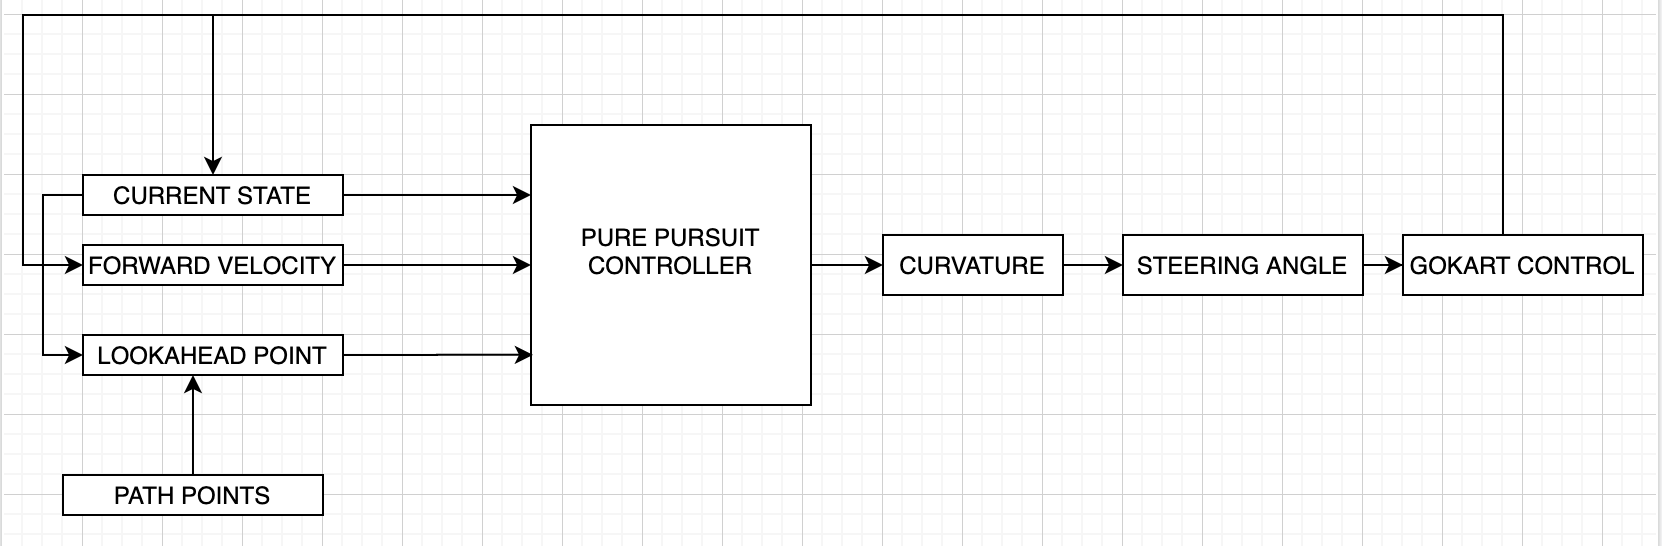 CURRENT STATE
FORWARD VELOCITY
LOOKAHEAD POINT
PATH POINTS
PURE PURSUIT
CONTROLLER
CURVATURE
STEERING ANGLE
GOKART CONTROL